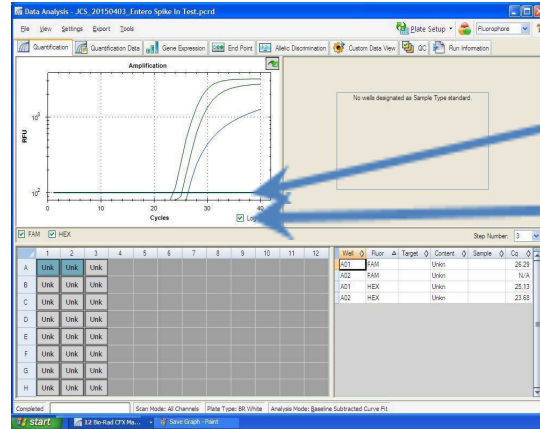 Data Analysis - JCS_20150403_Entero Spike In Test.pcrd
File View Settings Export Tools
Plate Setup Fluorophore
Quantification Quantification Data Gene Expression End Point Allelic Discrimination Custom Data View QC Run Information
Amplification
RFU
10³
10²
0 10 20 30 40
Cycles
Log
No wells designated as Sample Type standard.
FAM HEX
Step Number: 3
1 2 3 4 5 6 7 8 9 10 11 12
A Unk Unk Unk
B Unk Unk Unk
C Unk Unk Unk
D Unk Unk Unk
E Unk Unk Unk
F Unk Unk Unk
G Unk Unk Unk
H Unk Unk Unk
Well Fluor Target Content Sample Cq
A01 FAM Unkn 26.29
A02 FAM Unkn N/A
A01 HEX Unkn 25.13
A02 HEX Unkn 23.68
Completed Scan Mode: All Channels Plate Type: BR White Analysis Mode: Baseline Subtracted Curve Fit
start 12 Bio-Rad CFX Ma... Save Graph - Paint